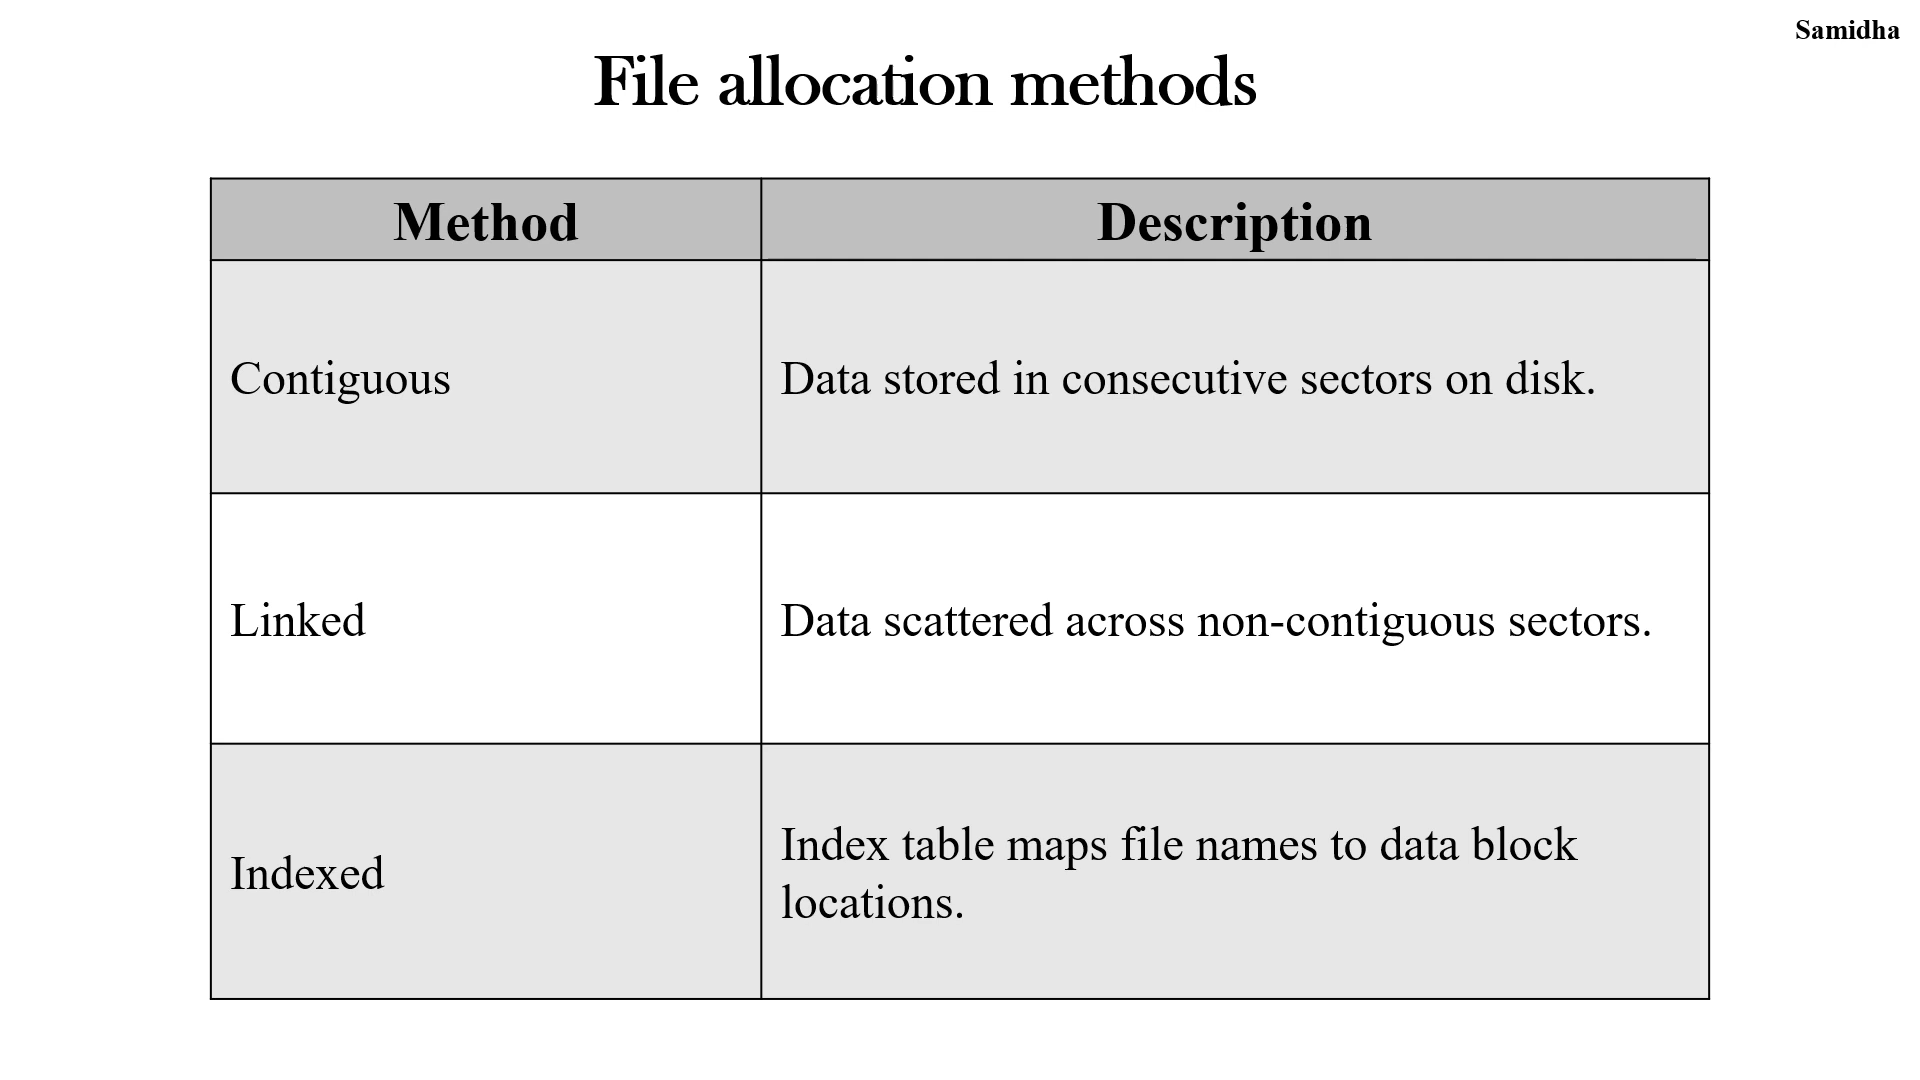 Samidha
File allocation methods
Method
Description
Contiguous
Data stored in consecutive sectors on disk.
Linked
Data scattered across non-contiguous sectors.
Indexed
Index table maps file names to data block
locations.